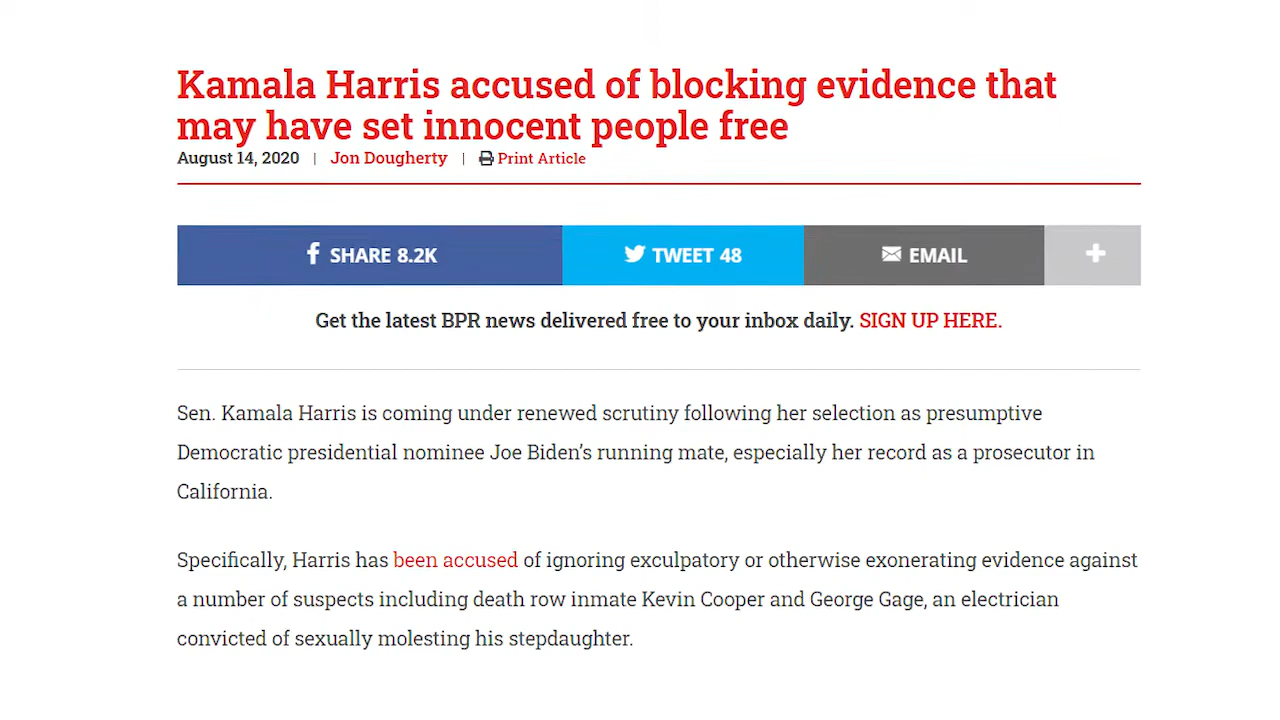 Kamala Harris accused of blocking evidence that
may have set innocent people free
August 14, 2020 | Jon Dougherty | Print Article
SHARE 8.2K TWEET 48 EMAIL +
Get the latest BPR news delivered free to your inbox daily. SIGN UP HERE.
Sen. Kamala Harris is coming under renewed scrutiny following her selection as presumptive
Democratic presidential nominee Joe Biden’s running mate, especially her record as a prosecutor in
California.
Specifically, Harris has been accused of ignoring exculpatory or otherwise exonerating evidence against
a number of suspects including death row inmate Kevin Cooper and George Gage, an electrician
convicted of sexually molesting his stepdaughter.